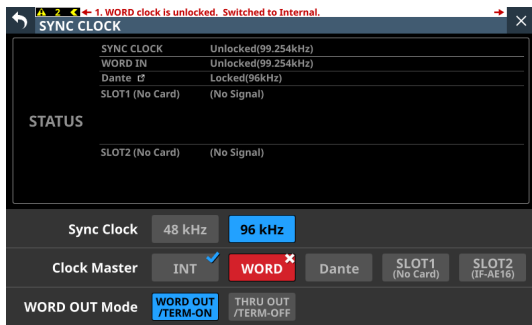 2 1. WORD clock is unlocked. Switched to Internal.
SYNC CLOCK
SYNC CLOCK Unlocked(99.254kHz)
WORD IN Unlocked(99.254kHz)
Dante Locked(96kHz)
SLOT1 (No Card) (No Signal)
STATUS
SLOT2 (No Card) (No Signal)
Sync Clock 48 kHz 96 kHz
Clock Master INT WORD Dante SLOT1 (No Card) SLOT2 (IF-AE16)
WORD OUT Mode WORD OUT /TERM-ON THRU OUT /TERM-OFF